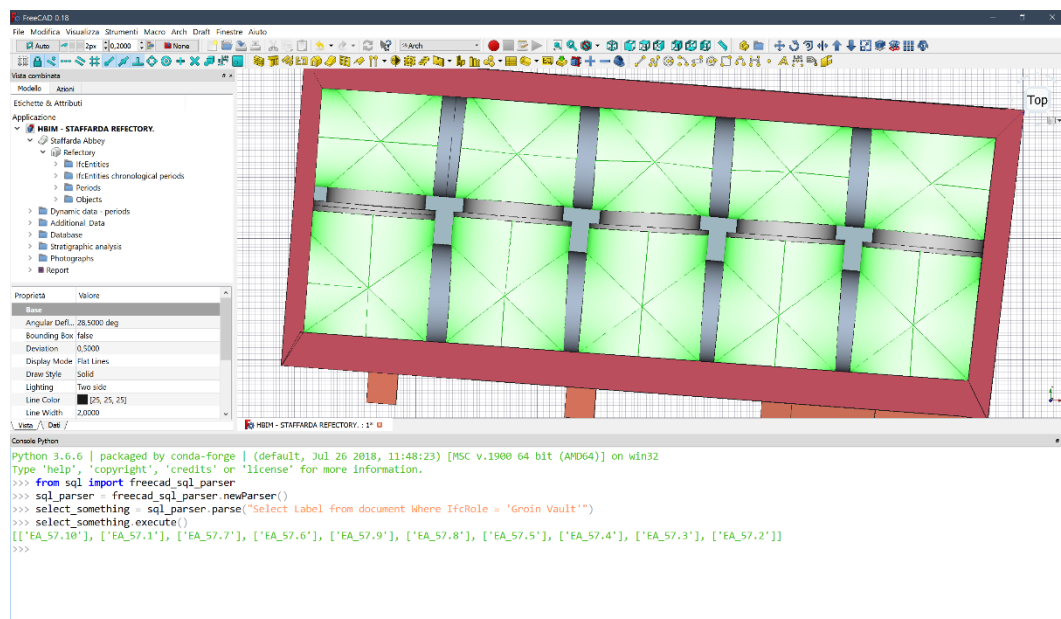 FreeCAD 0.18
File Modifica Visualizza Strumenti Macro Arch Draft Finestre Aiuto
Auto 2px 0,2000 None Arch
Vista combinata
Modello Azioni
Etichette & Attributi
Applicazione
HBIM - STAFFARDA REFECTORY.
Staffarda Abbey
Refectory
IfcEntities
IfcEntities chronological periods
Periods
Objects
Dynamic data - periods
Additional_Data
Database
Stratigraphic analysis
Photographs
Report
Top
Proprietà Valore
Base
Angular Defl... 28,5000 deg
Bounding Box false
Deviation 0,5000
Display Mode Flat Lines
Draw Style Solid
Lighting Two side
Line Color [25, 25, 25]
Line Width 2,0000
Vista Dati
HBIM - STAFFARDA REFECTORY. : 1*
Console Python
Python 3.6.6 | packaged by conda-forge | (default, Jul 26 2018, 11:48:23) [MSC v.1900 64 bit (AMD64)] on win32
Type 'help', 'copyright', 'credits' or 'license' for more information.
>>> from sql import freecad_sql_parser
>>> sql_parser = freecad_sql_parser.newParser()
>>> select_something = sql_parser.parse("Select Label from document Where IfcRole = 'Groin Vault'")
>>> select_something.execute()
[['EA_57.10'], ['EA_57.1'], ['EA_57.7'], ['EA_57.6'], ['EA_57.9'], ['EA_57.8'], ['EA_57.5'], ['EA_57.4'], ['EA_57.3'], ['EA_57.2']]
>>>